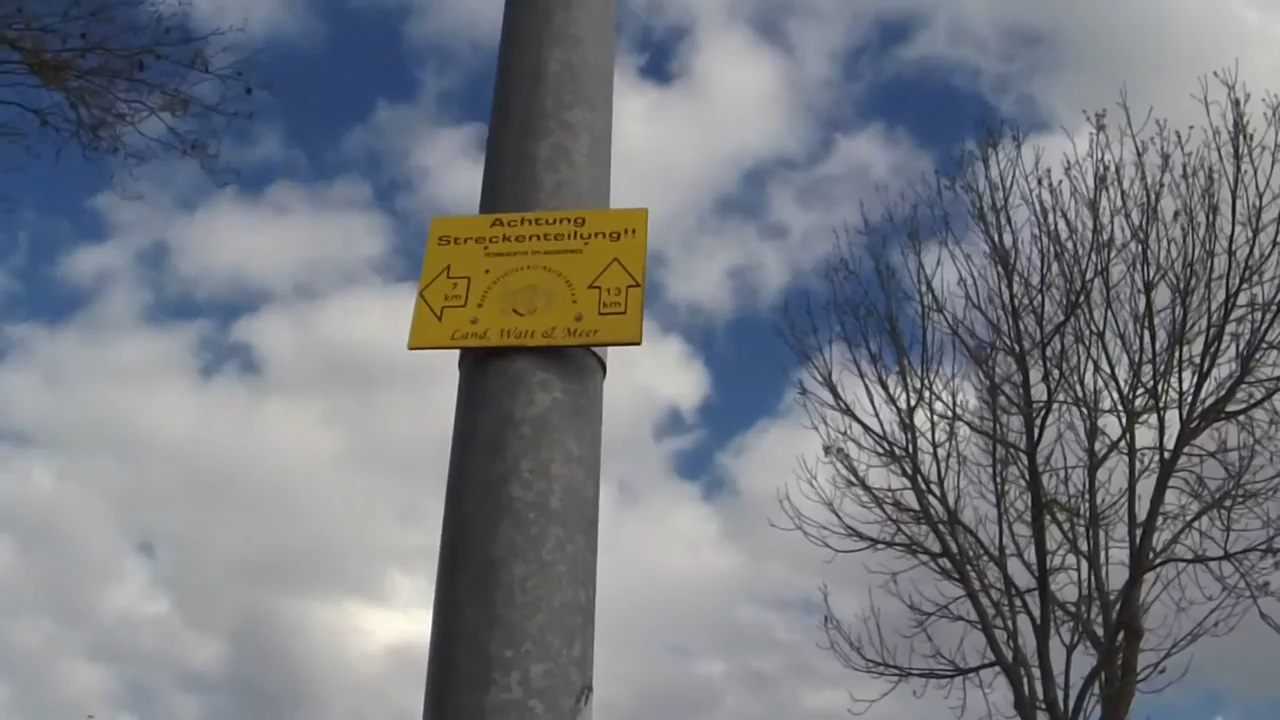 Achtung
Streckenteilung!!
7
km
13
km
Land, Watt & Meer